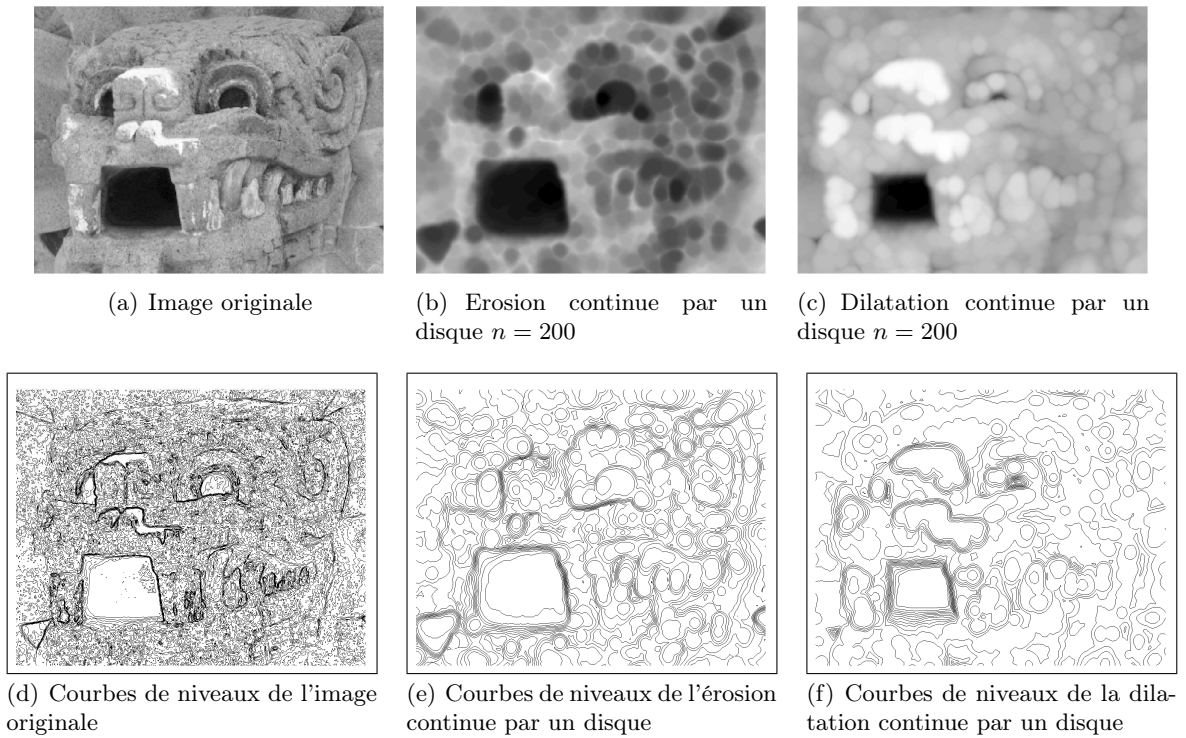 (a) Image originale
(b) Erosion continue par un
disque n = 200
(c) Dilatation continue par un
disque n = 200
(d) Courbes de niveaux de l'image
originale
(e) Courbes de niveaux de l'érosion
continue par un disque
(f) Courbes de niveaux de la dila-
tation continue par un disque